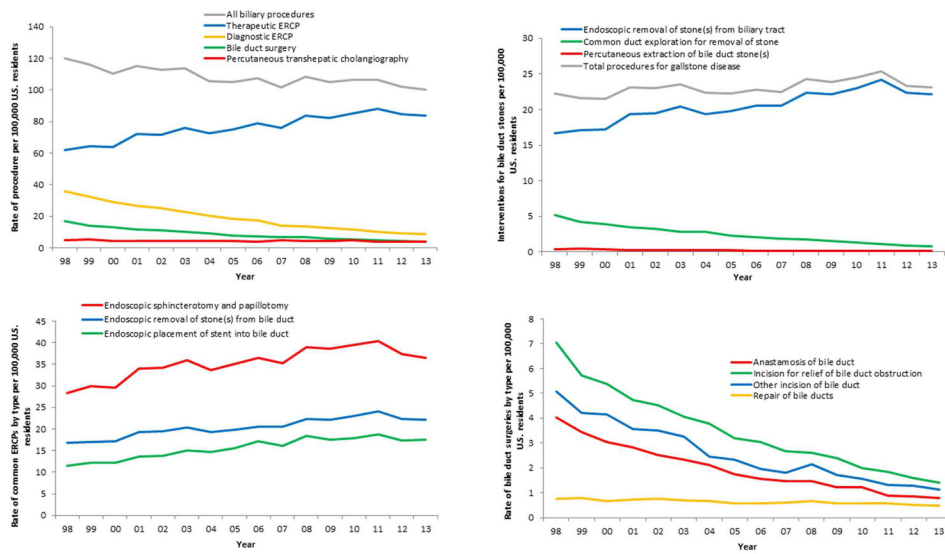 All biliary procedures
Therapeutic ERCP
Diagnostic ERCP
Bile duct surgery
Percutaneous transhepatic cholangiography
Rate of procedure per 100,000 U.S. residents
140
120
100
80
60
40
20
0
98 99 00 01 02 03 04 05 06 07 08 09 10 11 12 13
Year
Endoscopic removal of stone(s) from biliary tract
Common duct exploration for removal of stone
Percutaneous extraction of bile duct stone(s)
Total procedures for gallstone disease
Interventions for bile duct stones per 100,000
U.S. residents
30
25
20
15
10
5
0
98 99 00 01 02 03 04 05 06 07 08 09 10 11 12 13
Year
Endoscopic sphincterotomy and papillotomy
Endoscopic removal of stone(s) from bile duct
Endoscopic placement of stent into bile duct
Rate of common ERCPs by type per 100,000 U.S.
residents
45
40
35
30
25
20
15
10
5
0
98 99 00 01 02 03 04 05 06 07 08 09 10 11 12 13
Year
Anastamosis of bile duct
Incision for relief of bile duct obstruction
Other incision of bile duct
Repair of bile ducts
Rate of bile duct surgeries by type per 100,000
U.S. residents
8
7
6
5
4
3
2
1
0
98 99 00 01 02 03 04 05 06 07 08 09 10 11 12 13
Year